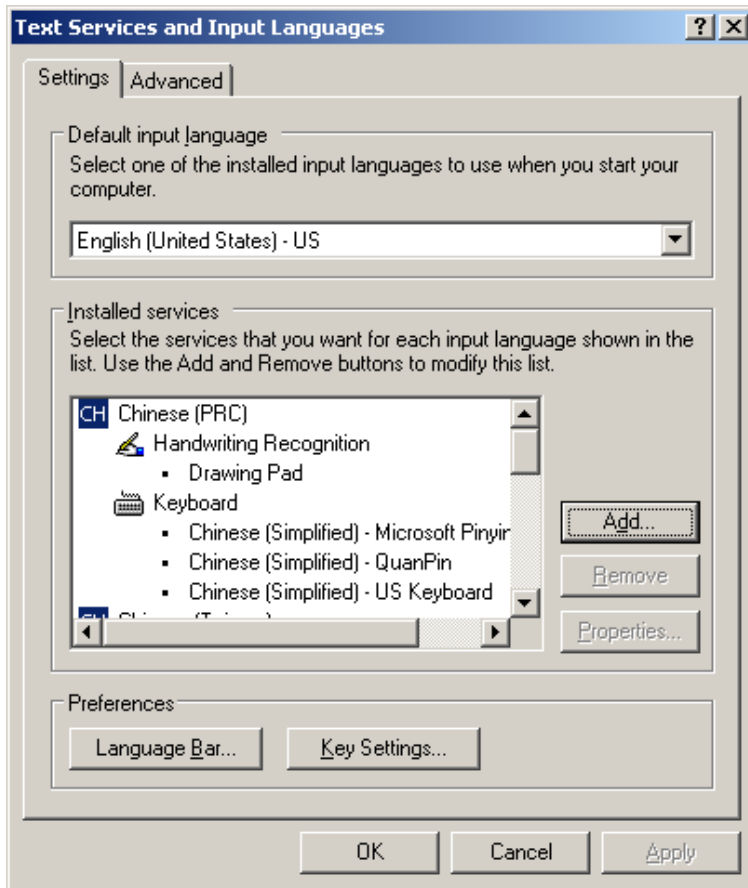 Text Services and Input Languages
Settings
Advanced
Default input language
Select one of the installed input languages to use when you start your
computer.
English (United States) - US
Installed services
Select the services that you want for each input language shown in the
list. Use the Add and Remove buttons to modify this list.
CH Chinese (PRC)
Handwriting Recognition
Drawing Pad
Keyboard
Chinese (Simplified) - Microsoft Pinyin
Chinese (Simplified) - QuanPin
Chinese (Simplified) - US Keyboard
Add...
Remove
Properties...
Preferences
Language Bar...
Key Settings...
OK
Cancel
Apply